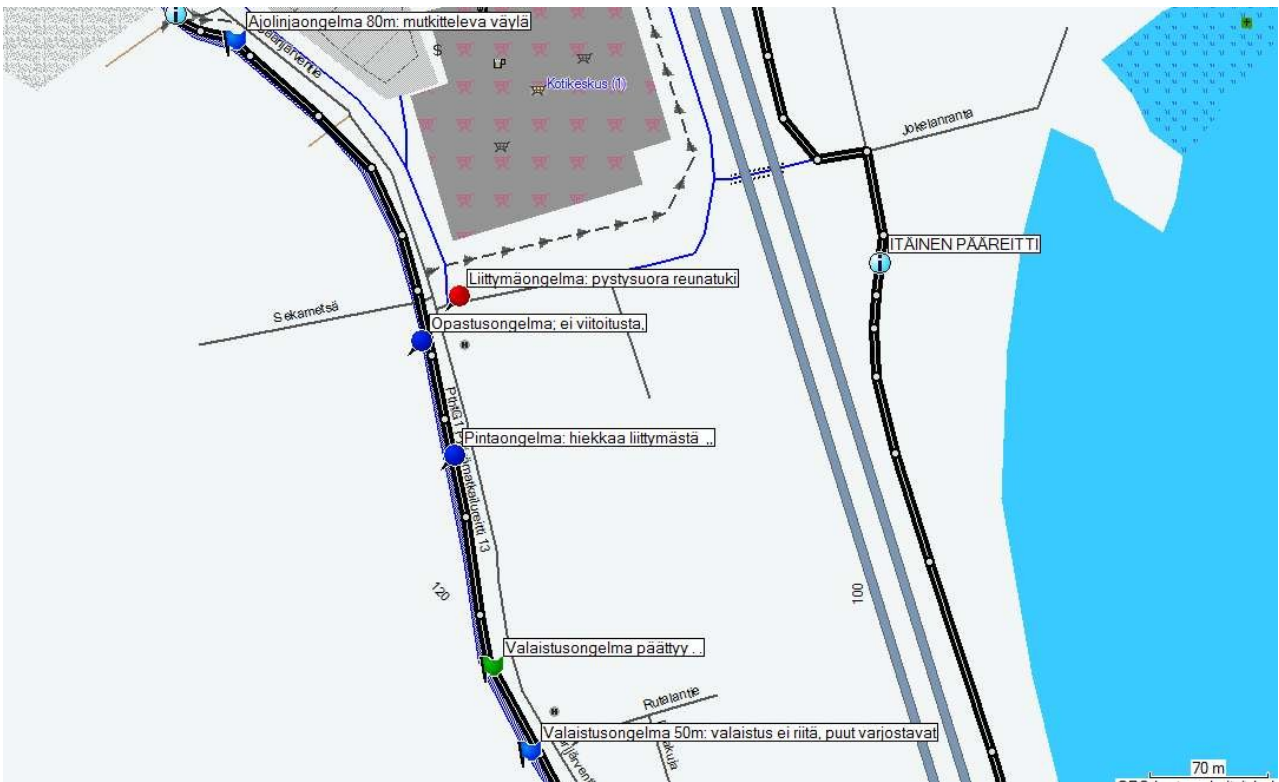 Ajolinjaongelma 80m: mutkitteleva väylä
$
Kotikeskus (1)
Jokelanranta
ITÄINEN PÄÄREITTI
Liittymäongelma: pystysuora reunatuki
Sekametsä
Opastusongelma; ei viitoitusta,
Pintaongelma: hiekkaa liittymästä ..
13
120
100
Valaistusongelma päättyy . .
Rutalantie
Valaistusongelma 50m: valaistus ei riitä, puut varjostavat
70 m